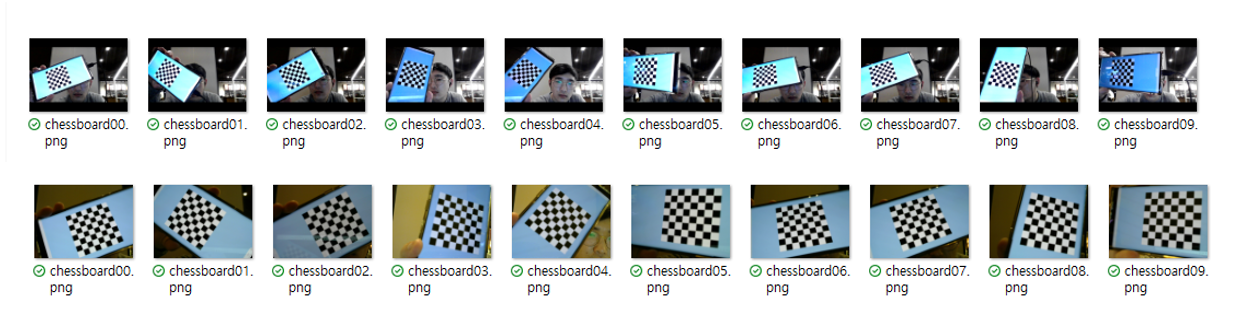 chessboard00.png
chessboard01.png
chessboard02.png
chessboard03.png
chessboard04.png
chessboard05.png
chessboard06.png
chessboard07.png
chessboard08.png
chessboard09.png
chessboard00.png
chessboard01.png
chessboard02.png
chessboard03.png
chessboard04.png
chessboard05.png
chessboard06.png
chessboard07.png
chessboard08.png
chessboard09.png